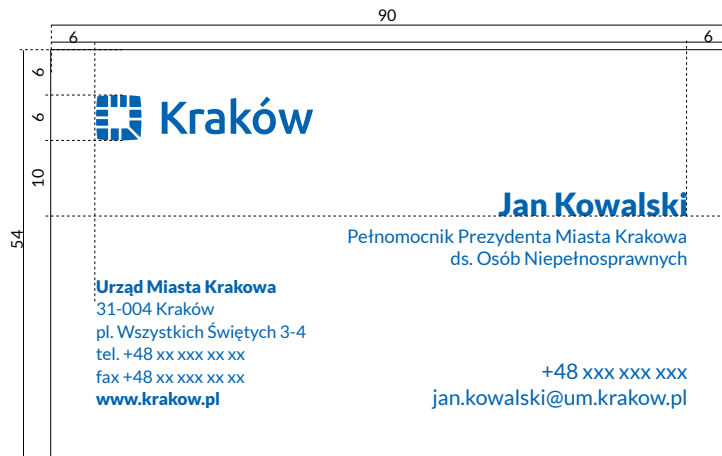 90
6
6
6
6
10
54
Kraków
Jan Kowalski
Pełnomocnik Prezydenta Miasta Krakowa
ds. Osób Niepełnosprawnych
Urząd Miasta Krakowa
31-004 Kraków
pl. Wszystkich Świętych 3-4
tel. +48 xx xxx xx xx
fax +48 xx xxx xx xx
www.krakow.pl
+48 xxx xxx xxx
jan.kowalski@um.krakow.pl